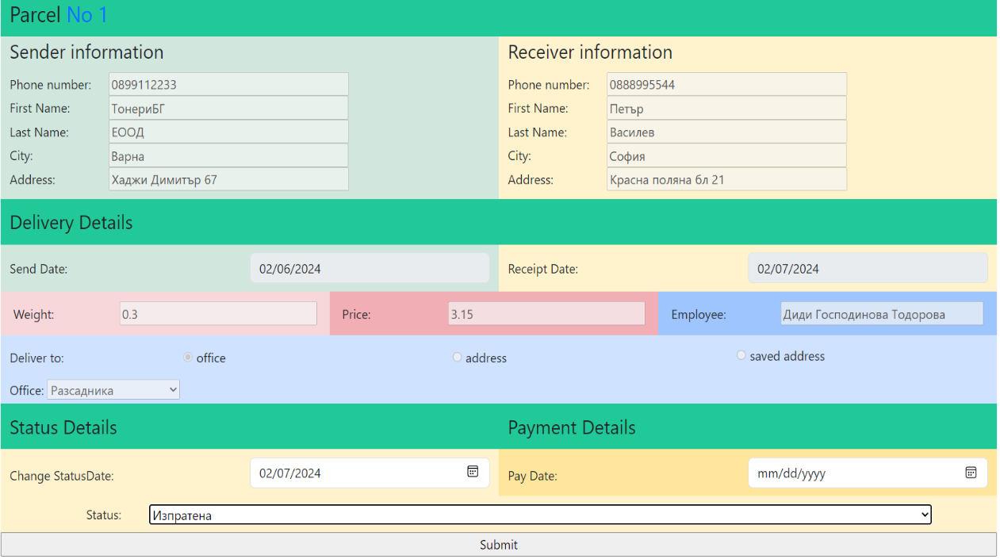 Parcel No 1
Sender information
Phone number: 0899112233
First Name: ТонериБГ
Last Name: ЕООД
City: Варна
Address: Хаджи Димитър 67
Receiver information
Phone number: 0888995544
First Name: Петър
Last Name: Василев
City: София
Address: Красна поляна бл 21
Delivery Details
Send Date: 02/06/2024
Receipt Date: 02/07/2024
Weight: 0.3
Price: 3.15
Employee: Диди Господинова Тодорова
Deliver to: office address saved address
Office: Разсадника
Status Details
Payment Details
Change StatusDate: 02/07/2024
Pay Date: mm/dd/yyyy
Status: Изпратена
Submit